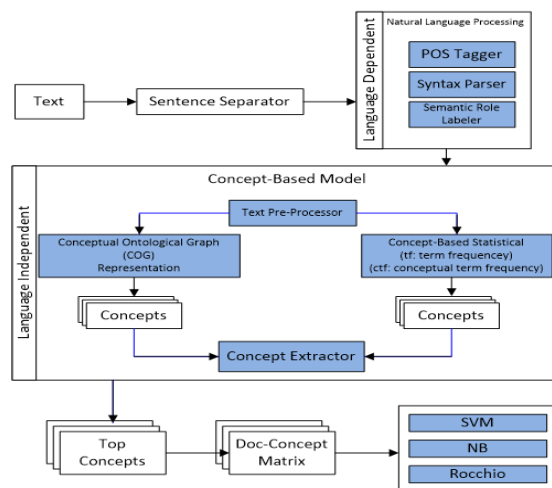 Natural Language Processing
Language Dependent
POS Tagger
Syntax Parser
Semantic Role
Labeler
Text
Sentence Separator
Language Independent
Concept-Based Model
Text Pre-Processor
Conceptual Ontological Graph
(COG)
Representation
Concept-Based Statistical
(tf: term frequencey)
(ctf: conceptual term frequency)
Concepts
Concepts
Concept Extractor
Top
Concepts
Doc-Concept
Matrix
SVM
NB
Rocchio